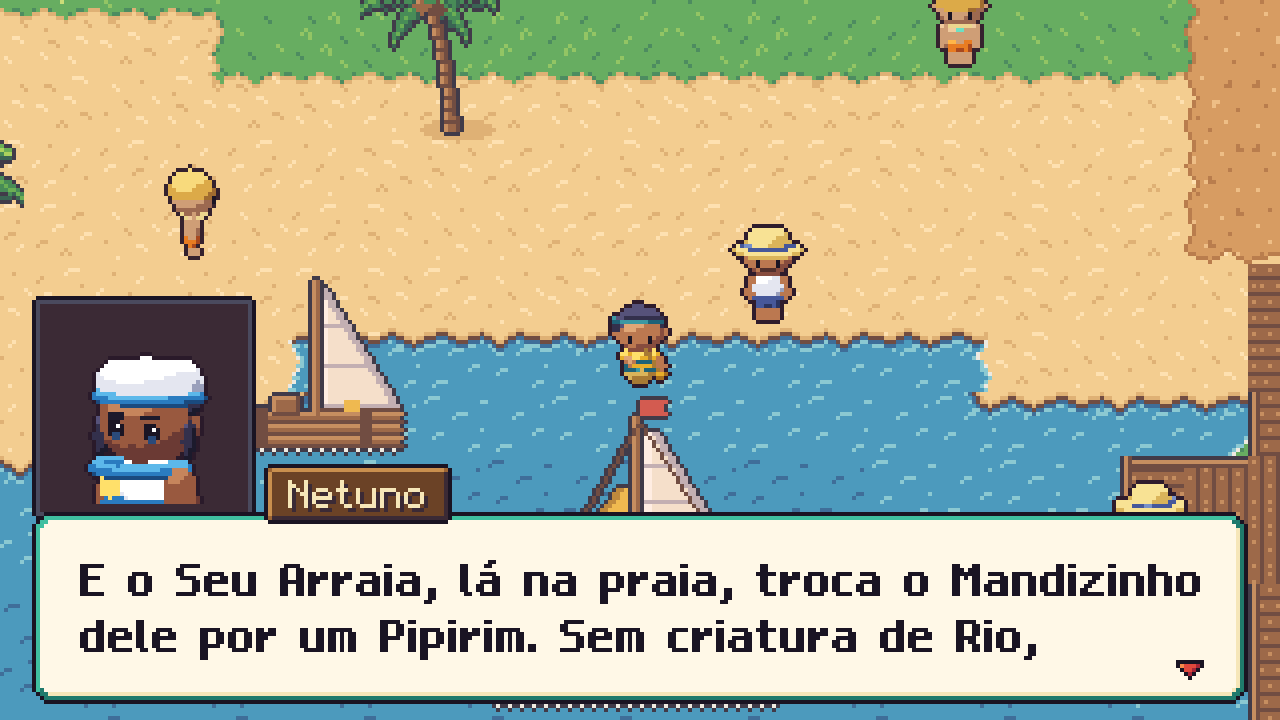 Netuno
E o Seu Arraia, lá na praia, troca o Mandizinho
dele por um Pipirim. Sem criatura de Rio,